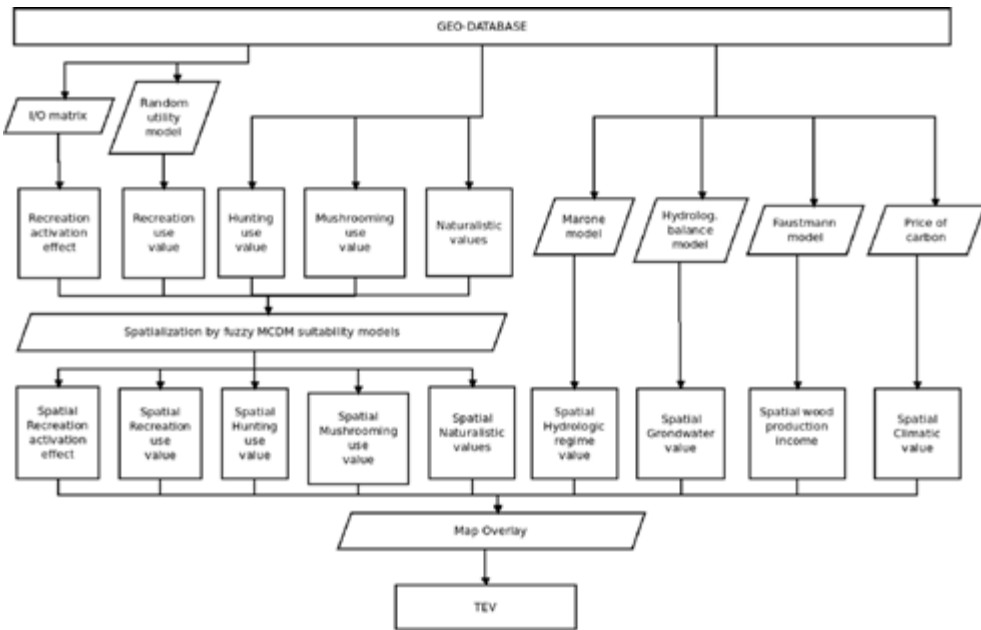 GEO-DATABASE
I/O matrix
Random
utility
model
Recreation
activation
effect
Recreation
use
value
Hunting
use
value
Mushrooming
use
value
Naturalistic
values
Marone
model
Hydrolog.
balance
model
Faustmann
model
Price of
carbon
Spatialization by fuzzy MCDM suitability models
Spatial
Recreation
activation
effect
Spatial
Recreation
use
value
Spatial
Hunting
use
value
Spatial
Mushrooming
use
value
Spatial
Naturalistic
values
Spatial
Hydrologic
regime
value
Spatial
Grondwater
value
Spatial wood
production
income
Spatial
Climatic
value
Map Overlay
TEV